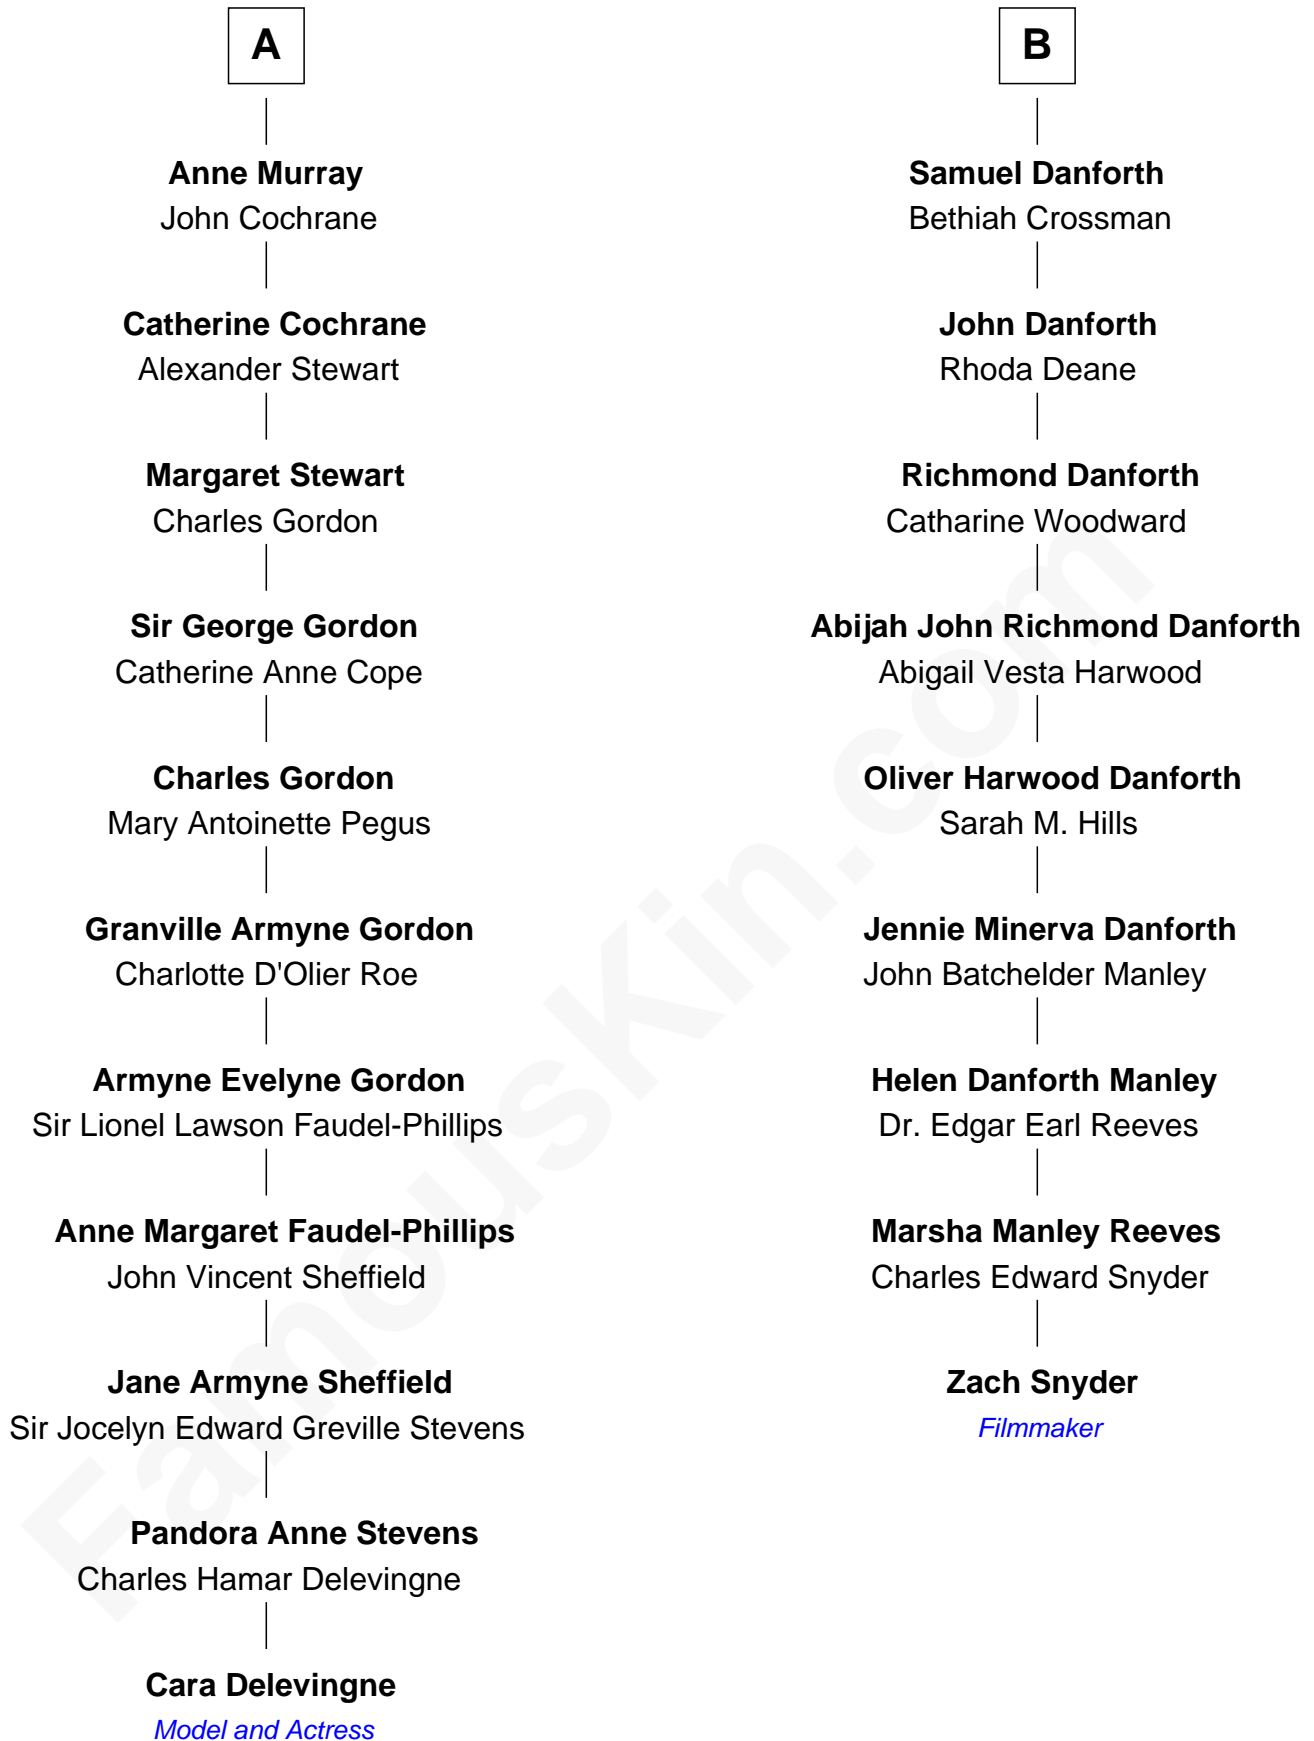 A
Anne Murray
John Cochrane
Catherine Cochrane
Alexander Stewart
Margaret Stewart
Charles Gordon
Sir George Gordon
Catherine Anne Cope
Charles Gordon
Mary Antoinette Pegus
Granville Armyne Gordon
Charlotte D'Olier Roe
Armyne Evelyne Gordon
Sir Lionel Lawson Faudel-Phillips
Anne Margaret Faudel-Phillips
John Vincent Sheffield
Jane Armyne Sheffield
Sir Jocelyn Edward Greville Stevens
Pandora Anne Stevens
Charles Hamar Delevingne
Cara Delevingne
Model and Actress
B
Samuel Danforth
Bethiah Crossman
John Danforth
Rhoda Deane
Richmond Danforth
Catharine Woodward
Abijah John Richmond Danforth
Abigail Vesta Harwood
Oliver Harwood Danforth
Sarah M. Hills
Jennie Minerva Danforth
John Batchelder Manley
Helen Danforth Manley
Dr. Edgar Earl Reeves
Marsha Manley Reeves
Charles Edward Snyder
Zach Snyder
Filmmaker
FamousKin.com